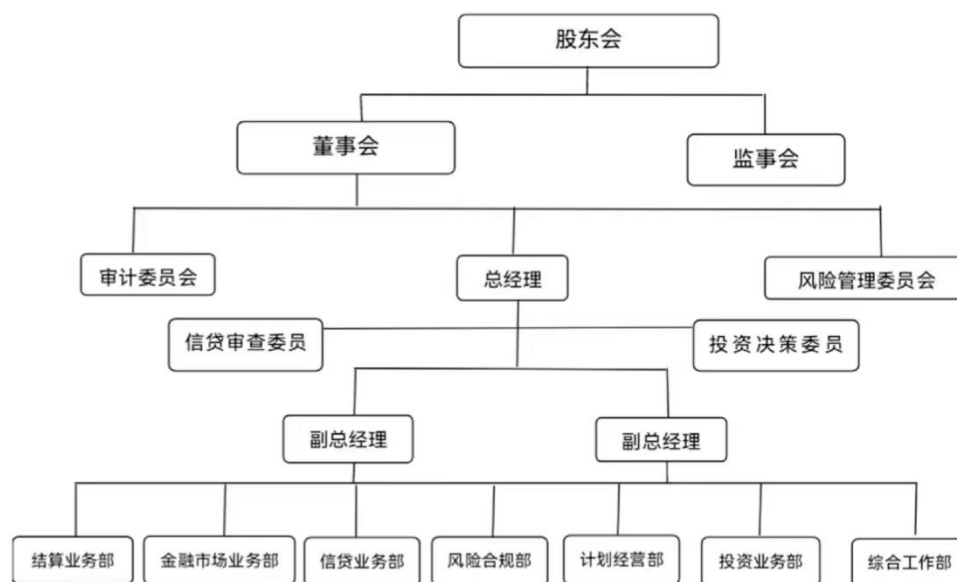 股东会
董事会
监事会
审计委员会
总经理
风险管理委员会
信贷审查委员
投资决策委员
副总经理
副总经理
结算业务部
金融市场业务部
信贷业务部
风险合规部
计划经营部
投资业务部
综合工作部